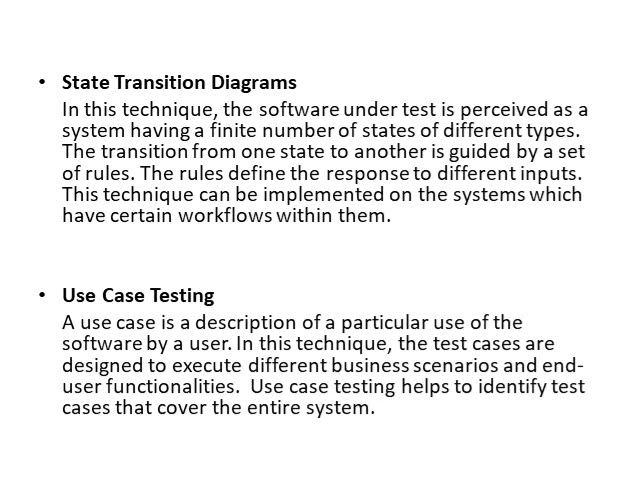 • State Transition Diagrams
In this technique, the software under test is perceived as a
system having a finite number of states of different types.
The transition from one state to another is guided by a set
of rules. The rules define the response to different inputs.
This technique can be implemented on the systems which
have certain workflows within them.
• Use Case Testing
A use case is a description of a particular use of the
software by a user. In this technique, the test cases are
designed to execute different business scenarios and end-
user functionalities.  Use case testing helps to identify test
cases that cover the entire system.